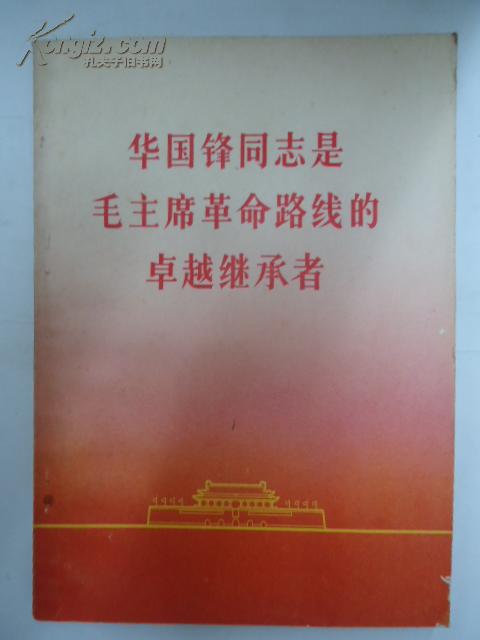 Kongfz.com
孔夫子旧书网
华国锋同志是
毛主席革命路线的
卓越继承者